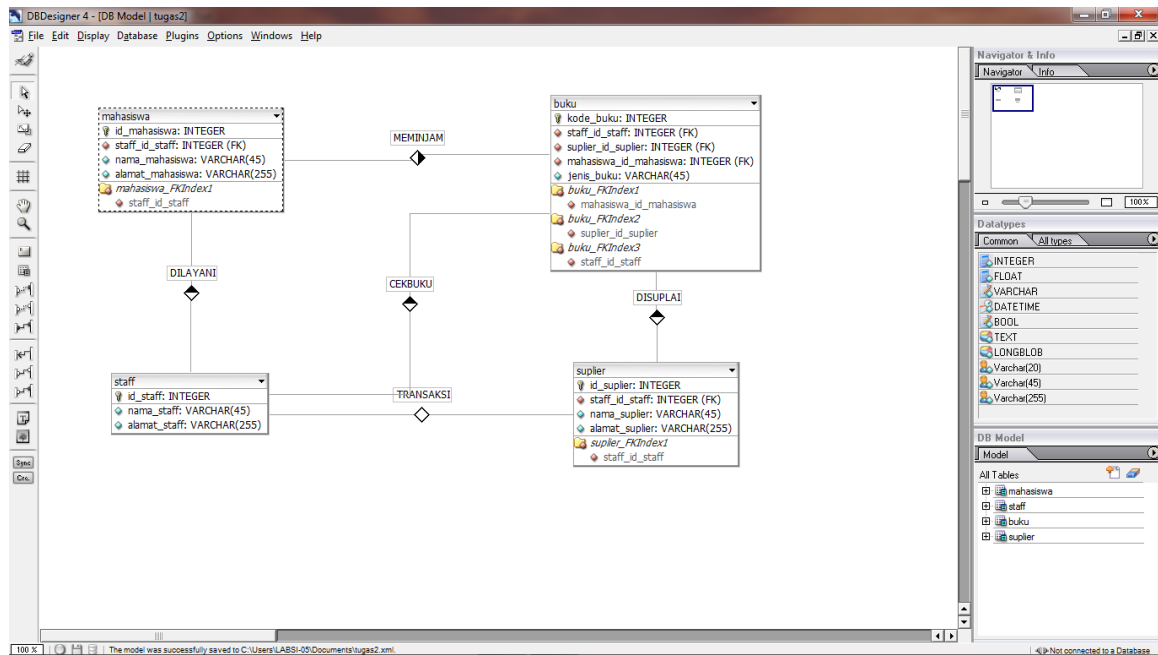 DBDesigner 4 - [DB Model | tugas2]
File Edit Display Database Plugins Options Windows Help
mahasiswa
id_mahasiswa: INTEGER
staff_id_staff: INTEGER (FK)
nama_mahasiswa: VARCHAR(45)
alamat_mahasiswa: VARCHAR(255)
mahasiswa_FKIndex1
staff_id_staff
MEMINJAM
buku
kode_buku: INTEGER
staff_id_staff: INTEGER (FK)
suplier_id_suplier: INTEGER (FK)
mahasiswa_id_mahasiswa: INTEGER (FK)
jenis_buku: VARCHAR(45)
buku_FKIndex1
mahasiswa_id_mahasiswa
buku_FKIndex2
suplier_id_suplier
buku_FKIndex3
staff_id_staff
DILAYANI
CEKBUKU
DISUPLAI
staff
id_staff: INTEGER
nama_staff: VARCHAR(45)
alamat_staff: VARCHAR(255)
TRANSAKSI
suplier
id_suplier: INTEGER
staff_id_staff: INTEGER (FK)
nama_suplier: VARCHAR(45)
alamat_suplier: VARCHAR(255)
suplier_FKIndex1
staff_id_staff
Navigator & Info
Navigator Info
100%
Datatypes
Common All types
INTEGER
FLOAT
VARCHAR
DATETIME
BOOL
TEXT
LONGBLOB
Varchar(20)
Varchar(45)
Varchar(255)
DB Model
Model
All Tables
mahasiswa
staff
buku
suplier
Sync
100 % The model was successfully saved to C:\Users\LABSI-05\Documents\tugas2.xml.
Not connected to a Database